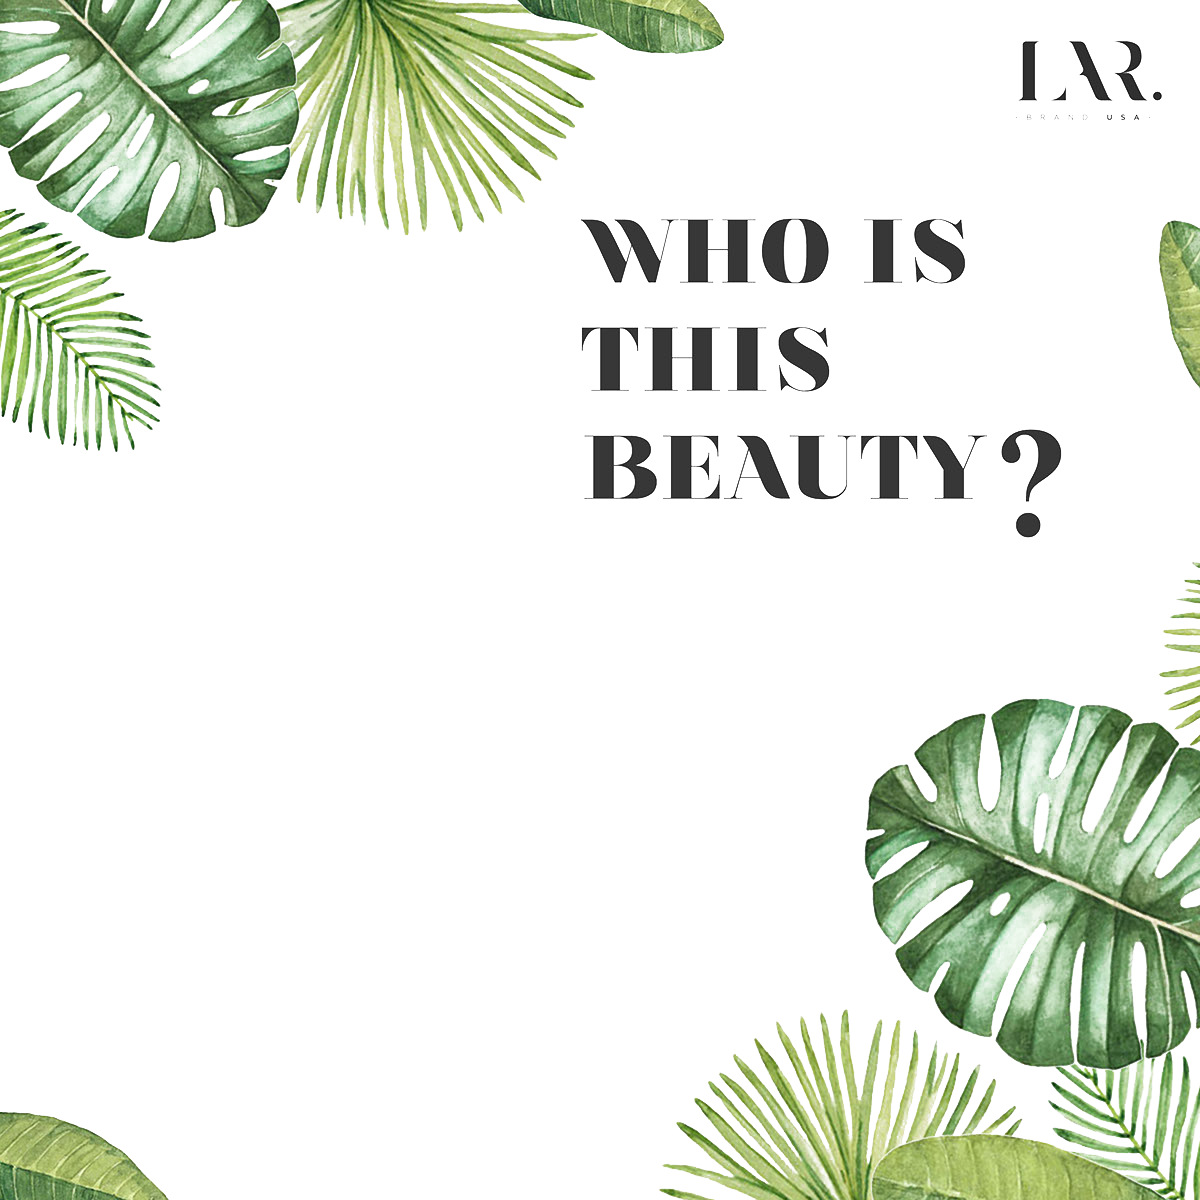 LAR.
·BRAND USA·
WHO IS
THIS
BEAUTY?